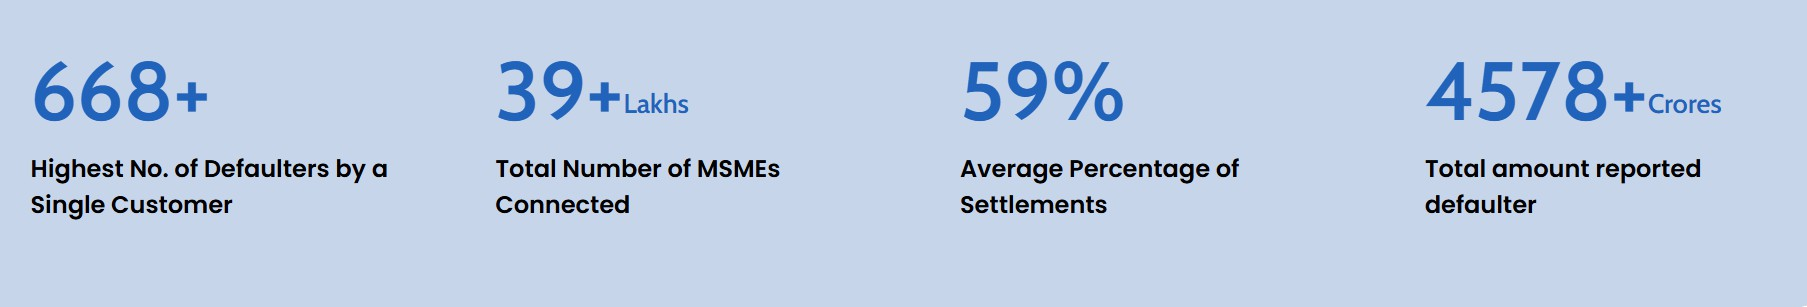 668+
Highest No. of Defaulters by a
Single Customer
39+Lakhs
Total Number of MSMEs
Connected
59%
Average Percentage of
Settlements
4578+Crores
Total amount reported
defaulter